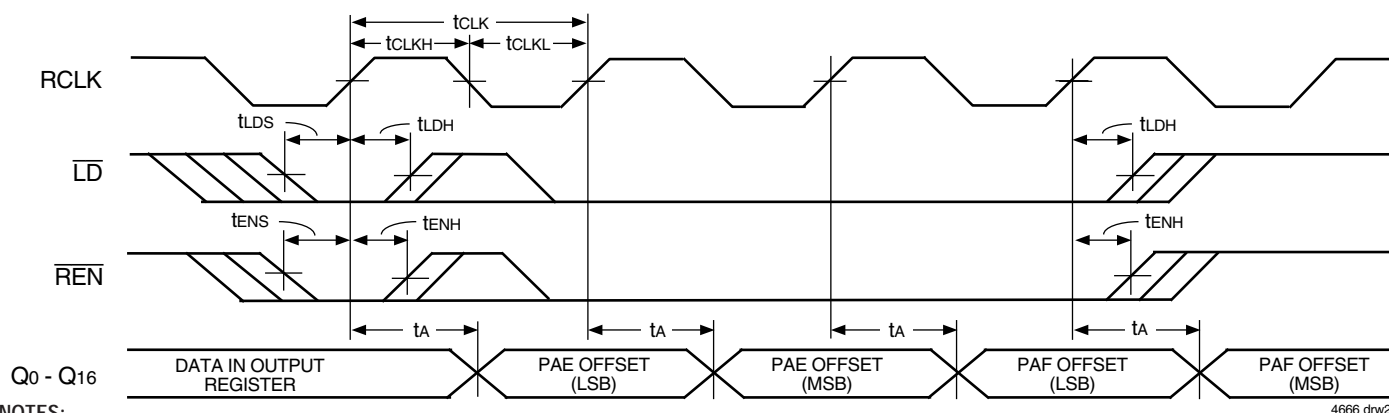 tCLK
tCLKH tCLKL
RCLK
tLDS tLDH tLDH
LD
tENS tENH tENH
REN
tA tA tA tA
Q0 - Q16
DATA IN OUTPUT
REGISTER
PAE OFFSET
(LSB)
PAE OFFSET
(MSB)
PAF OFFSET
(LSB)
PAF OFFSET
(MSB)
NOTES:
4666 drw2